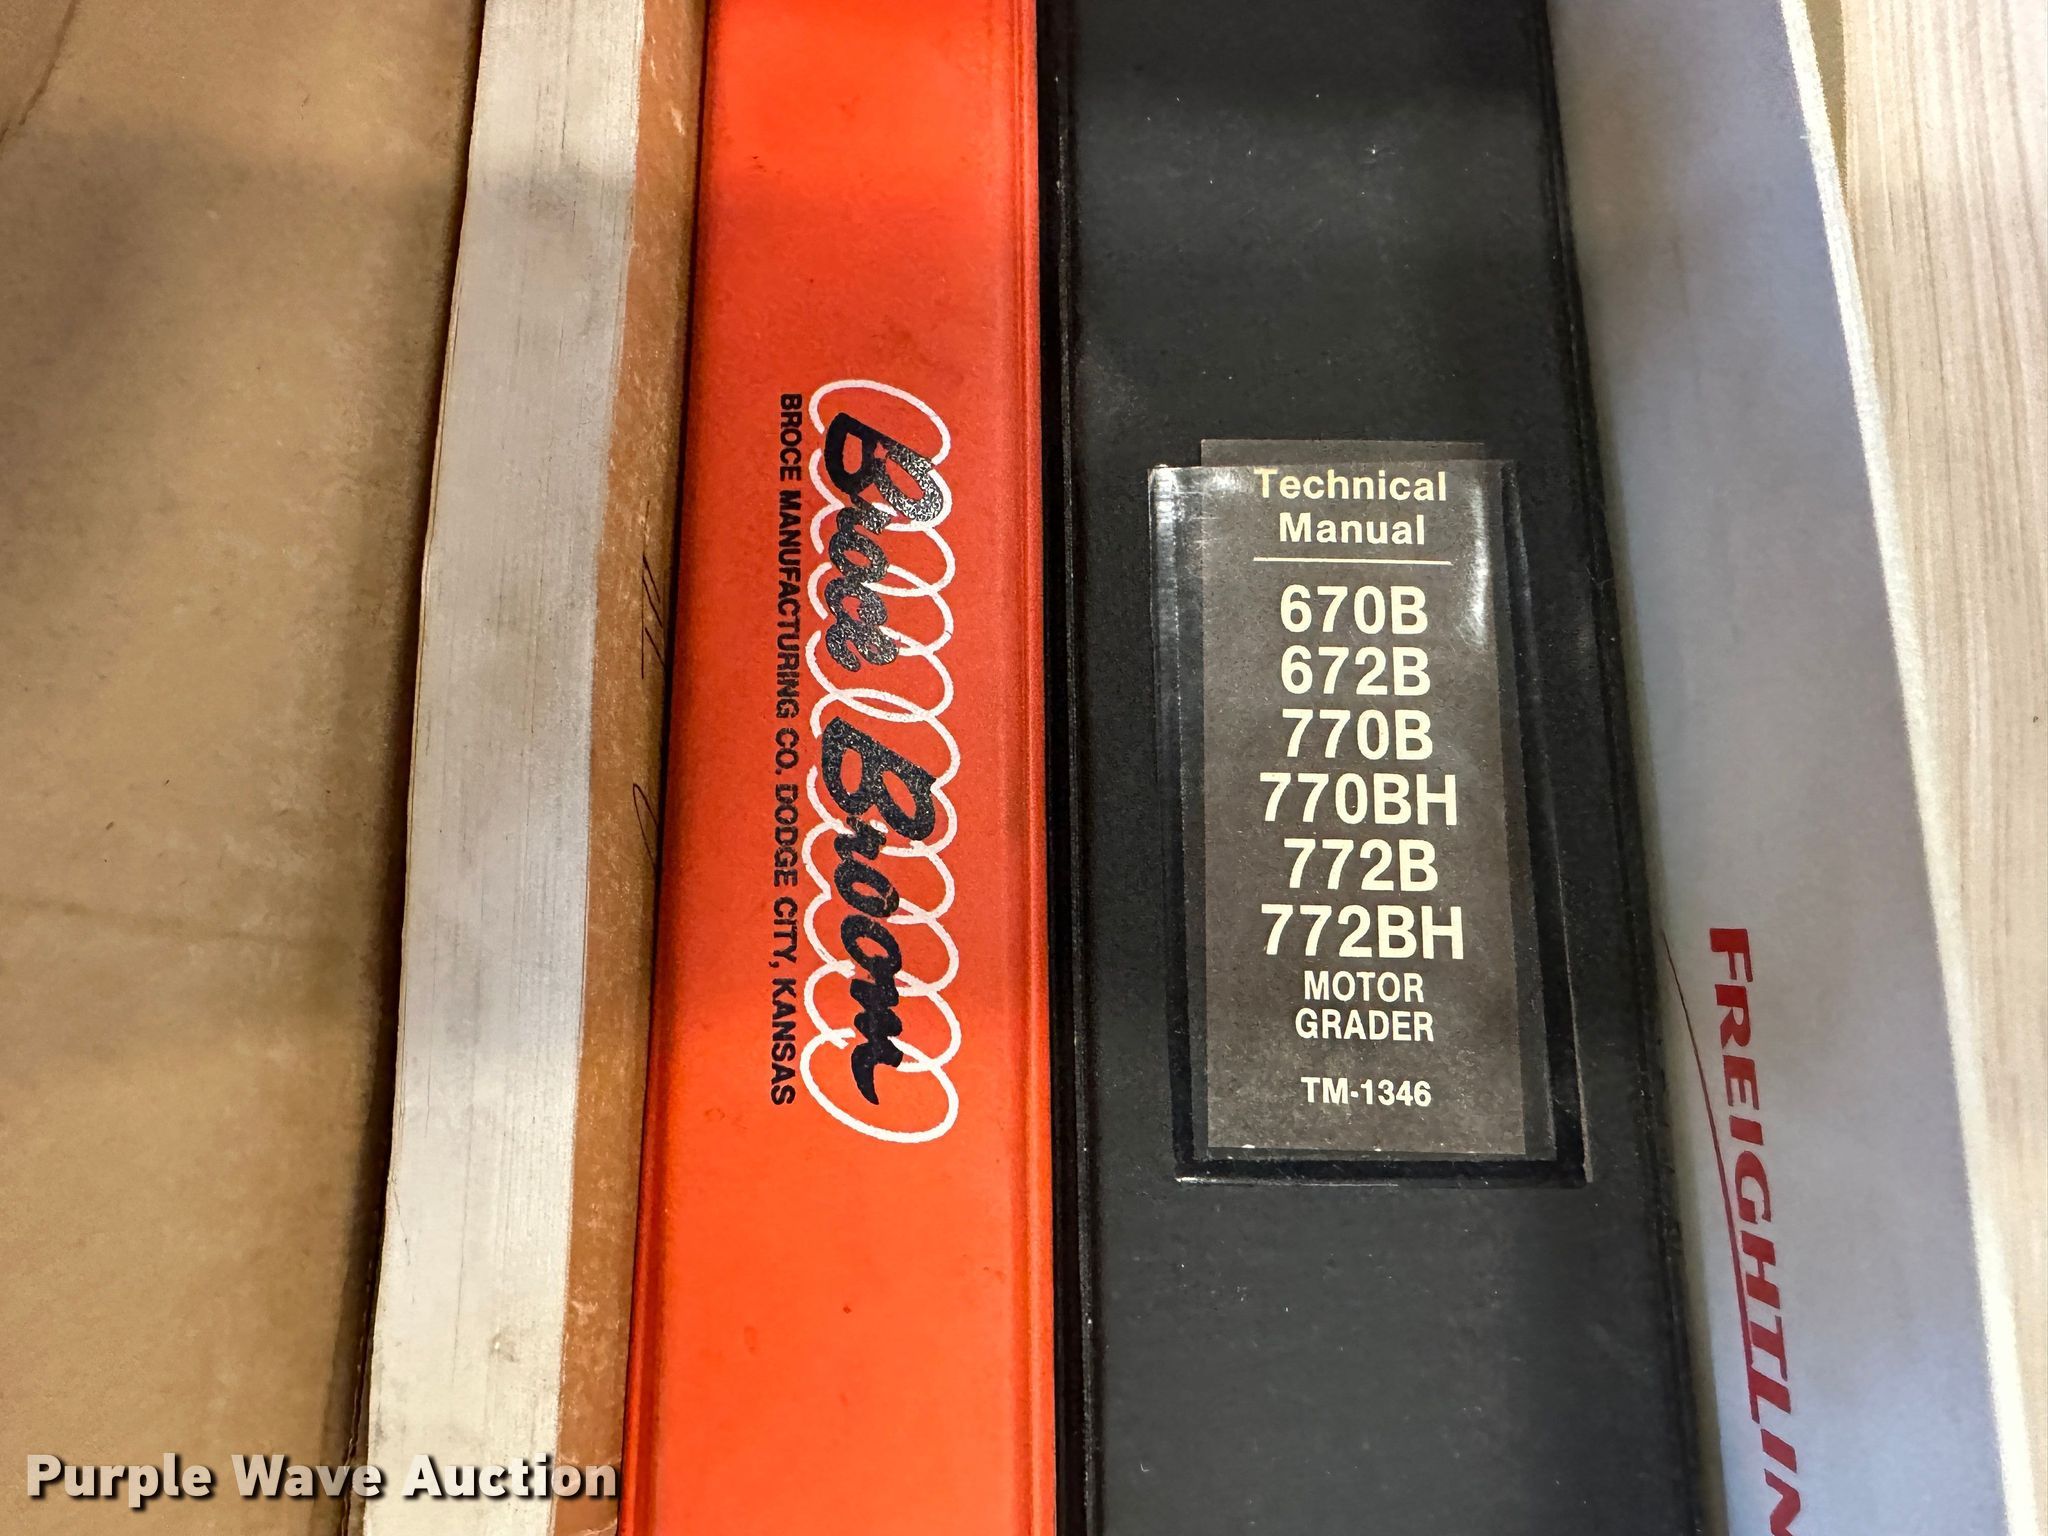 Broce Broom
BROCE MANUFACTURING CO. DODGE CITY, KANSAS
Technical
Manual
670B
672B
770B
770BH
772B
772BH
MOTOR
GRADER
TM-1346
FREIGHTLIN
Purple Wave Auction